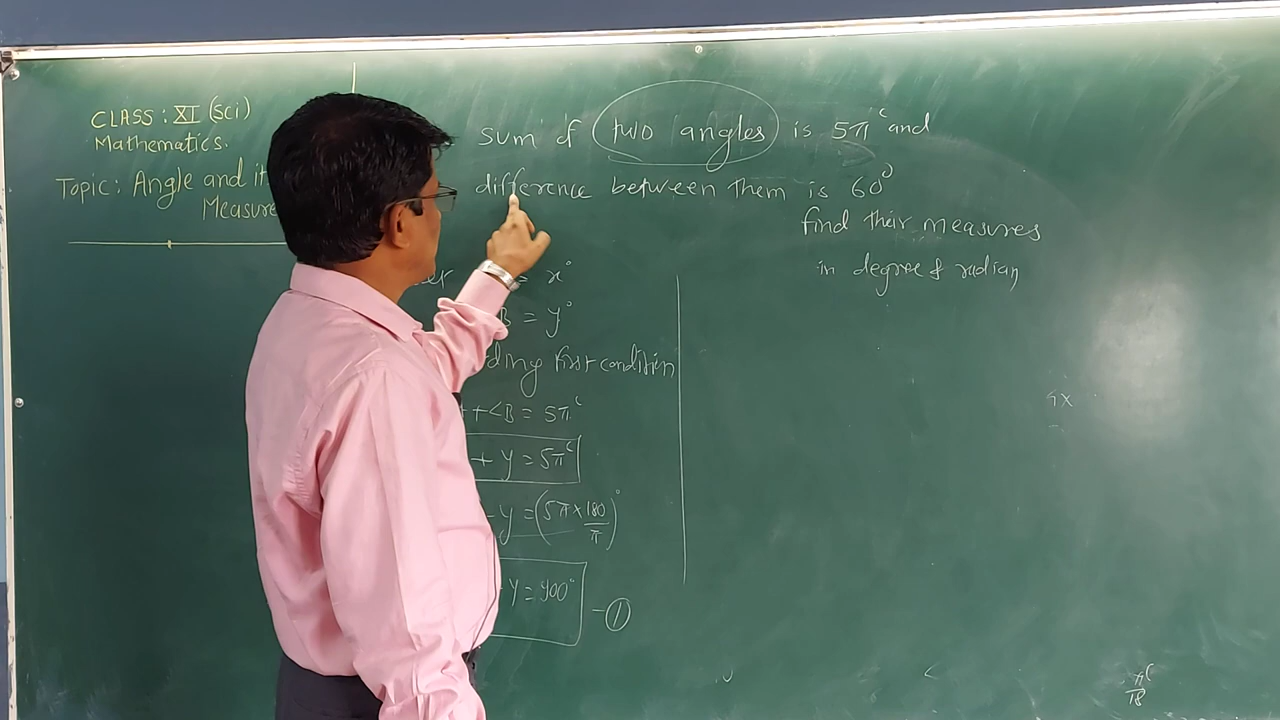 CLASS: XI (Sci)
Mathematics.
Topic: Angle and it
Measure
sum of two angles is 5π^c and
difference between them is 60°
find their measures
in degree & radian
= x°
B = y°
ding first condition
+ <B = 5π^c
+ y = 5π^c
y = (5π × 180/π)°
y = 900° - ①
π/18^c